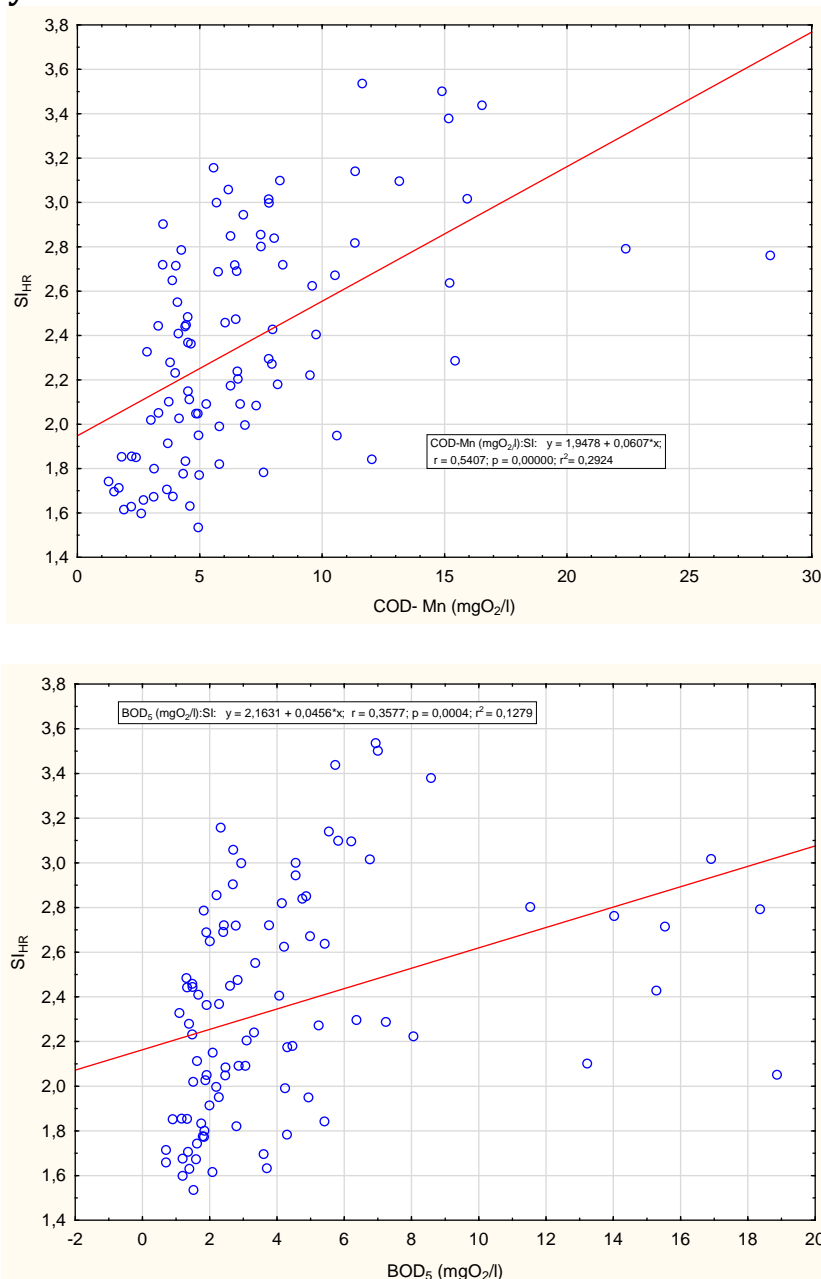 y
3,8
3,6
3,4
3,2
3,0
2,8
2,6
2,4
2,2
2,0
1,8
1,6
1,4
SI_HR
COD-Mn (mgO₂/l):SI: y = 1,9478 + 0,0607*x;
r = 0,5407; p = 0,00000; r² = 0,2924
0 5 10 15 20 25 30
COD- Mn (mgO₂/l)
3,8
3,6
3,4
3,2
3,0
2,8
2,6
2,4
2,2
2,0
1,8
1,6
1,4
SI_HR
BOD₅ (mgO₂/l):SI: y = 2,1631 + 0,0456*x; r = 0,3577; p = 0,0004; r² = 0,1279
-2 0 2 4 6 8 10 12 14 16 18 20
BOD₅ (mgO₂/l)